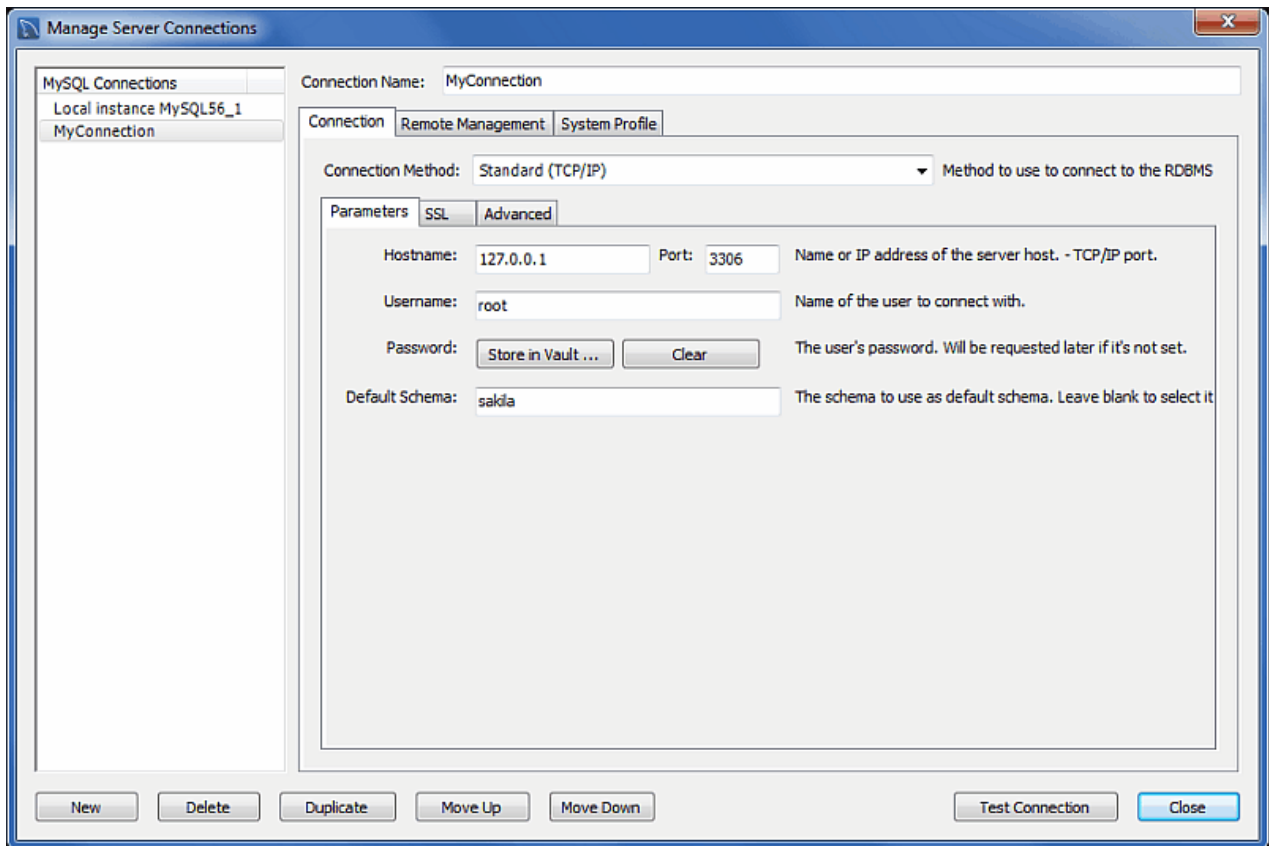 Manage Server Connections
MySQL Connections
Local instance MySQL56_1
MyConnection
Connection Name: MyConnection
Connection Remote Management System Profile
Connection Method: Standard (TCP/IP) Method to use to connect to the RDBMS
Parameters SSL Advanced
Hostname: 127.0.0.1 Port: 3306 Name or IP address of the server host. - TCP/IP port.
Username: root Name of the user to connect with.
Password: Store in Vault ... Clear The user's password. Will be requested later if it's not set.
Default Schema: sakila The schema to use as default schema. Leave blank to select it
New Delete Duplicate Move Up Move Down Test Connection Close